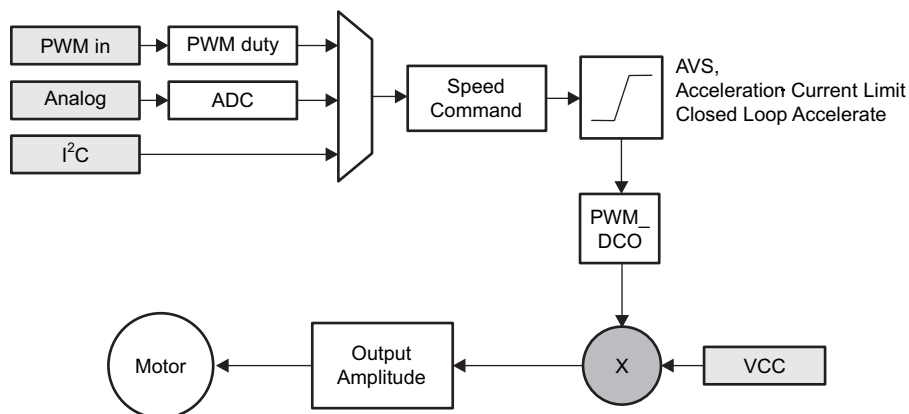 PWM in
PWM duty
Analog
ADC
I²C
Speed
Command
AVS,
Acceleration Current Limit
Closed Loop Accelerate
PWM_
DCO
Motor
Output
Amplitude
X
VCC